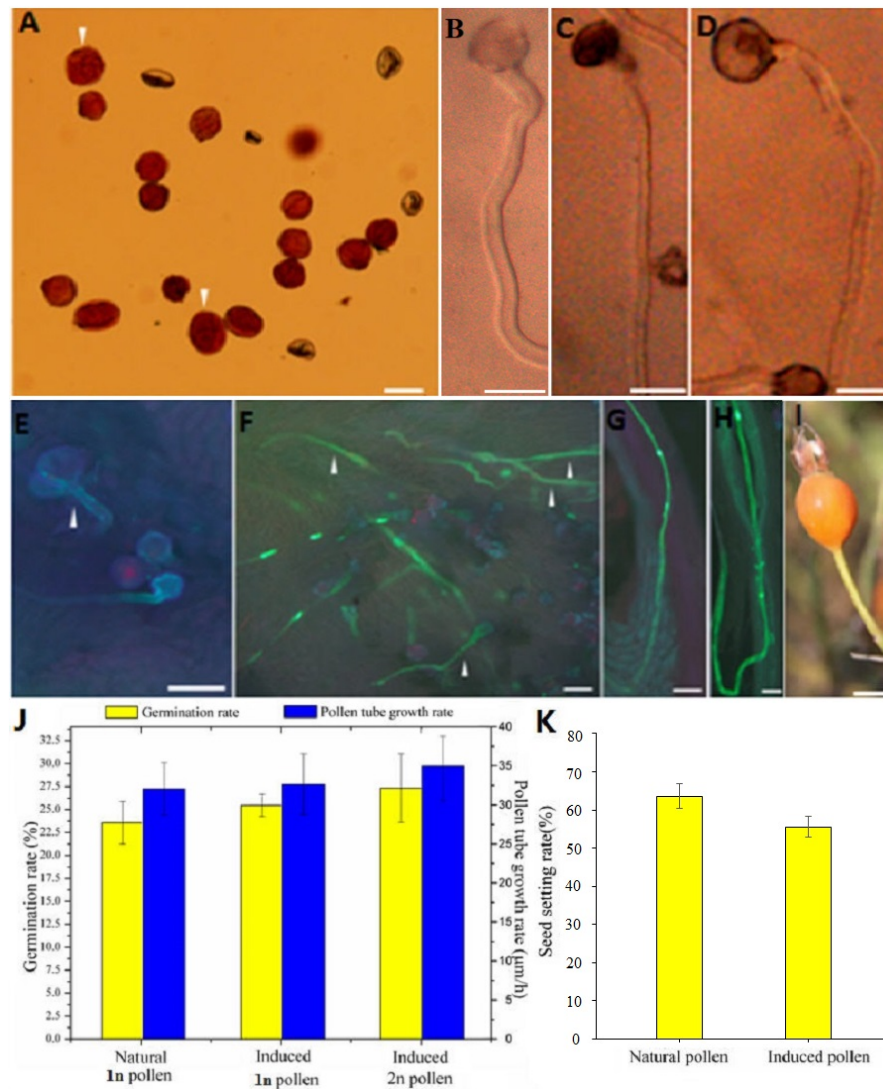 A
B
C
D
E
F
G
H
I
J
Germination rate
Pollen tube growth rate
32.5
30.0
27.5
25.0
22.5
20.0
17.5
15.0
12.5
10.0
7.5
5.0
2.5
0.0
Germination rate (%)
40
35
30
25
20
15
10
5
0
Pollen tube growth rate (μm/h)
Natural
1n pollen
Induced
1n pollen
Induced
2n pollen
K
80
70
60
50
40
30
20
10
0
Seed setting rate(%)
Natural pollen
Induced pollen